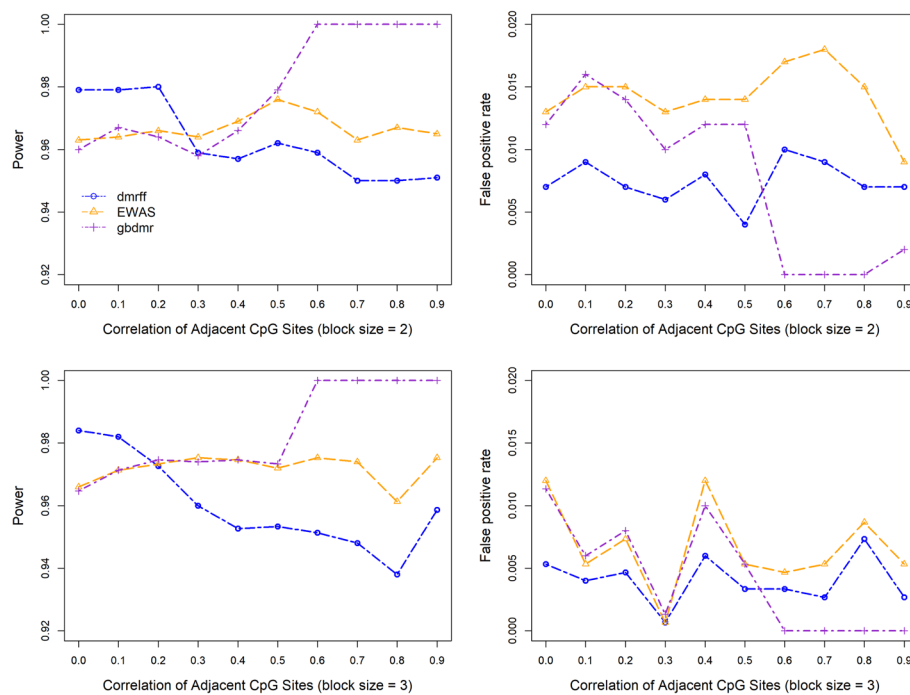 Power
1.00
0.98
0.96
0.94
0.92
dmrff
EWAS
gbdmr
0.0 0.1 0.2 0.3 0.4 0.5 0.6 0.7 0.8 0.9
Correlation of Adjacent CpG Sites (block size = 2)
False positive rate
0.020
0.015
0.010
0.005
0.000
0.0 0.1 0.2 0.3 0.4 0.5 0.6 0.7 0.8 0.9
Correlation of Adjacent CpG Sites (block size = 2)
Power
1.00
0.98
0.96
0.94
0.92
0.0 0.1 0.2 0.3 0.4 0.5 0.6 0.7 0.8 0.9
Correlation of Adjacent CpG Sites (block size = 3)
False positive rate
0.020
0.015
0.010
0.005
0.000
0.0 0.1 0.2 0.3 0.4 0.5 0.6 0.7 0.8 0.9
Correlation of Adjacent CpG Sites (block size = 3)